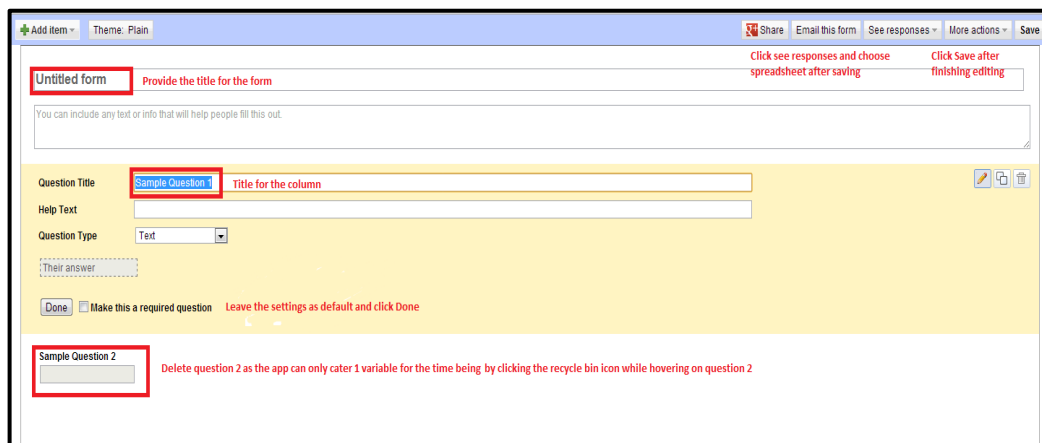 Add item
Theme: Plain
Share
Email this form
See responses
More actions
Save
Click see responses and choose
spreadsheet after saving
Click Save after
finishing editing
Untitled form
Provide the title for the form
You can include any text or info that will help people fill this out.
Question Title
Sample Question 1
Title for the column
Help Text
Question Type
Text
Their answer
Done
Make this a required question
Leave the settings as default and click Done
Sample Question 2
Delete question 2 as the app can only cater 1 variable for the time being by clicking the recycle bin icon while hovering on question 2